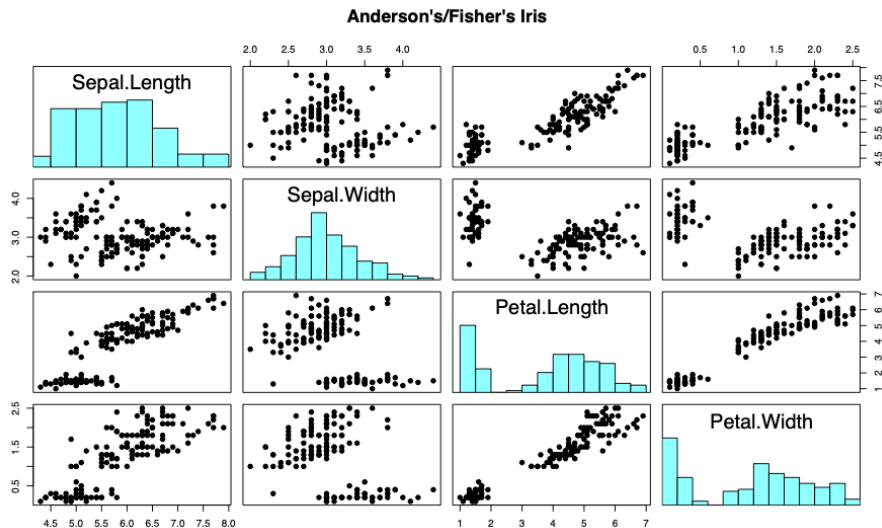 Anderson's/Fisher's Iris
2.0 2.5 3.0 3.5 4.0
0.5 1.0 1.5 2.0 2.5
Sepal.Length
4.5 5.5 6.5 7.5
2.0 3.0 4.0
Sepal.Width
Petal.Length
1 2 3 4 5 6 7
0.5 1.5 2.5
Petal.Width
4.5 5.0 5.5 6.0 6.5 7.0 7.5 8.0
1 2 3 4 5 6 7